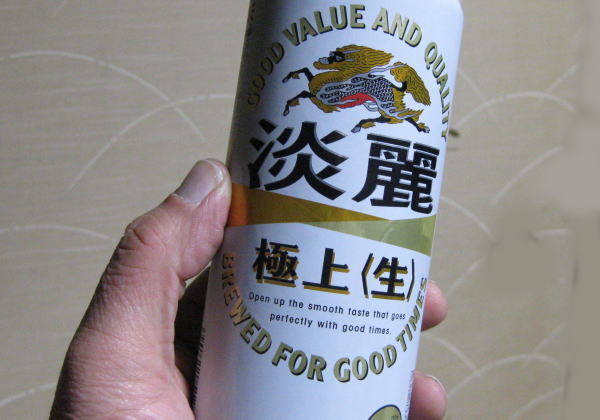 GOOD VALUE AND QUALITY
淡麗
極上〈生〉
Open up the smooth taste that goes
perfectly with good times.
BREWED FOR GOOD TIMES